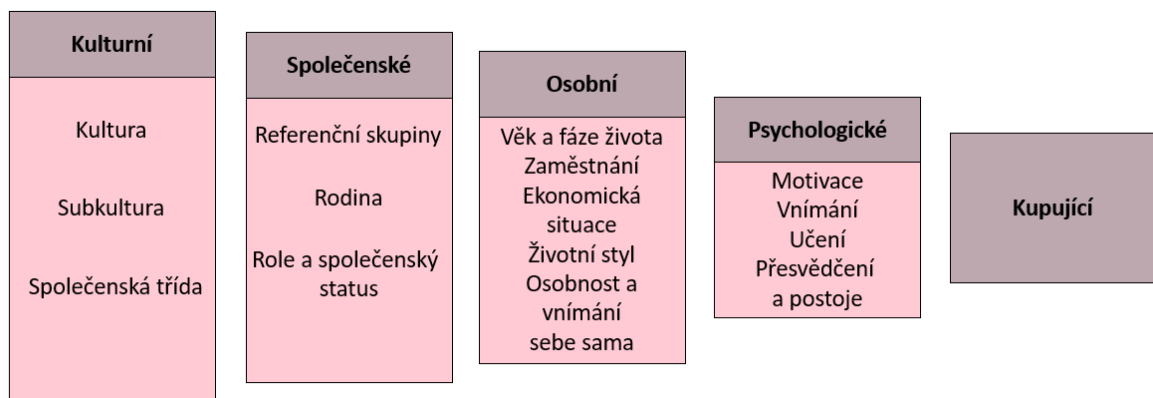 Kulturní
Kultura
Subkultura
Společenská třída
Společenské
Referenční skupiny
Rodina
Role a společenský
status
Osobní
Věk a fáze života
Zaměstnání
Ekonomická
situace
Životní styl
Osobnost a
vnímání
sebe sama
Psychologické
Motivace
Vnímání
Učení
Přesvědčení
a postoje
Kupující